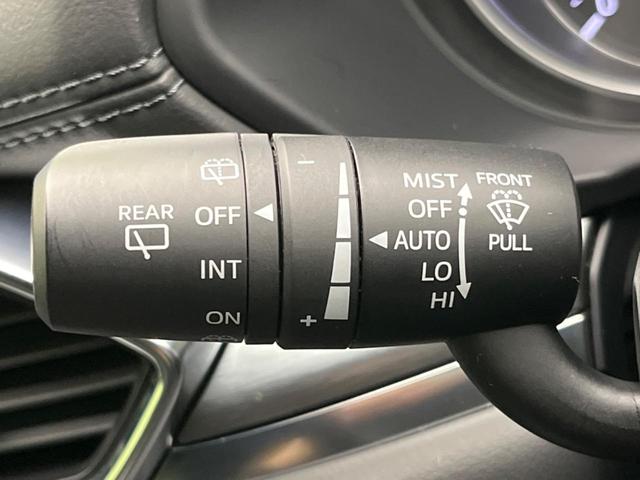 REAR
OFF
INT
ON
−
+
MIST
OFF
AUTO
LO
HI
FRONT
PULL